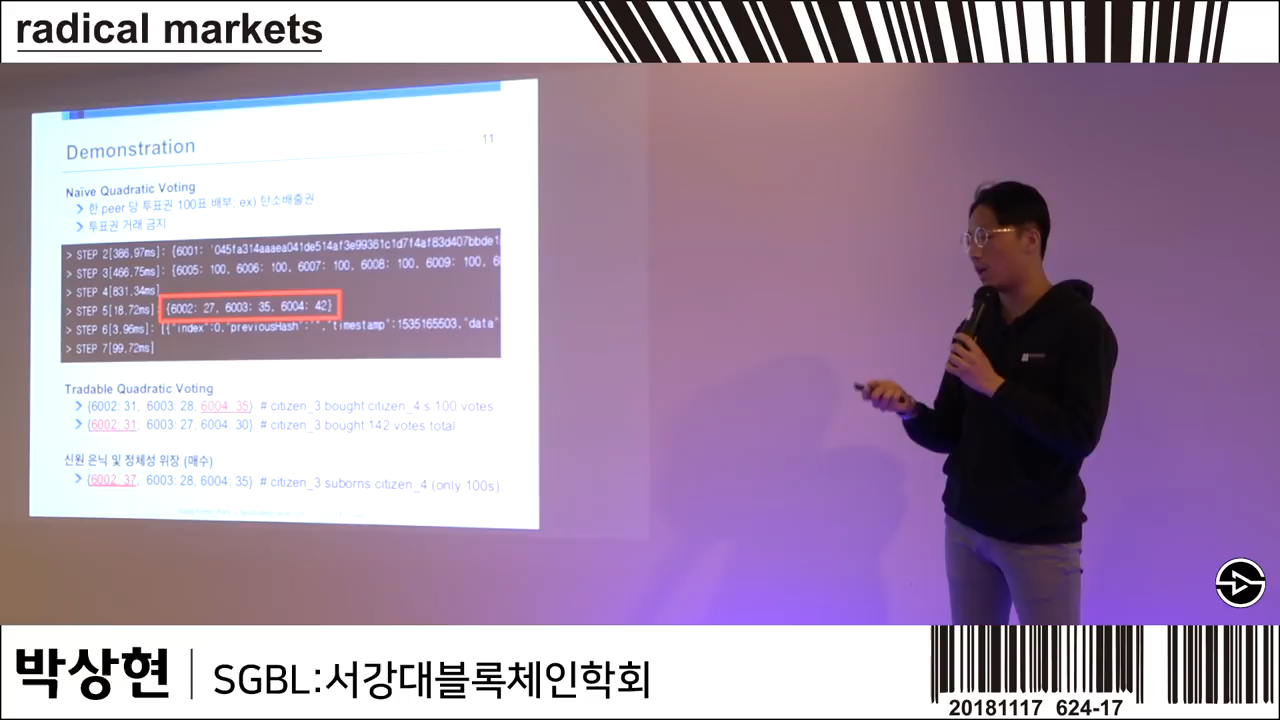 radical markets
Demonstration
11
Naïve Quadratic Voting
한 peer 당 투표권 100표 배부; ex) 탄소배출권
투표권 거래 금지
> STEP 2[386.97ms]: {6001: '045fa314aaaea041de514af3e99361c1d7f4af83d407bbde1
> STEP 3[466.75ms]: {6005: 100, 6006: 100, 6007: 100, 6008: 100, 6009: 100, 6
> STEP 4[831.34ms]
> STEP 5[18.72ms]: {6002: 27, 6003: 35, 6004: 42}
> STEP 6[3.96ms]: [{"index":0,"previousHash":"","timestamp":1535165503,"data"
> STEP 7[99.72ms]
Tradable Quadratic Voting
{6002: 31, 6003: 28, 6004: 35} # citizen_3 bought citizen_4's 100 votes
{6002: 31, 6003: 27, 6004: 30} # citizen_3 bought 142 votes total
신원 은닉 및 정체성 위장 (매수)
{6002: 37, 6003: 28, 6004: 35} # citizen_3 suborns citizen_4 (only 100s)
박상현 | SGBL:서강대블록체인학회
20181117 624-17